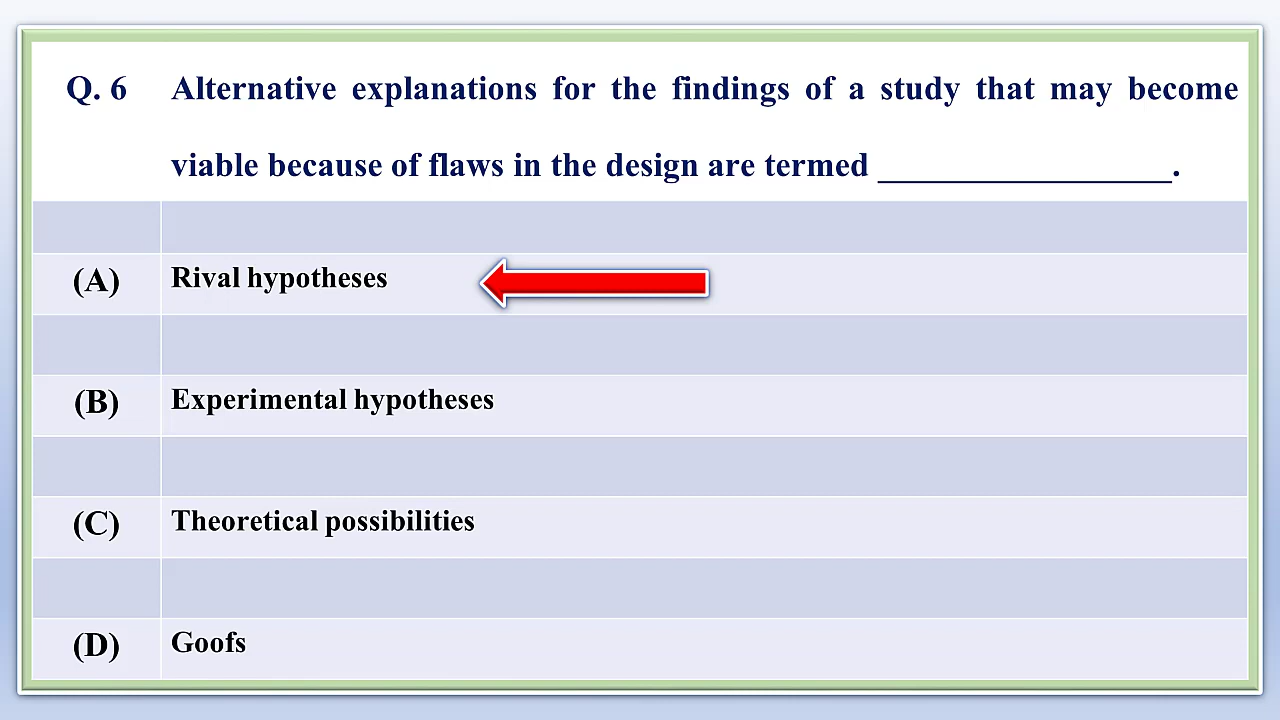 Q. 6 Alternative explanations for the findings of a study that may become
viable because of flaws in the design are termed __________________.
(A) Rival hypotheses
(B) Experimental hypotheses
(C) Theoretical possibilities
(D) Goofs